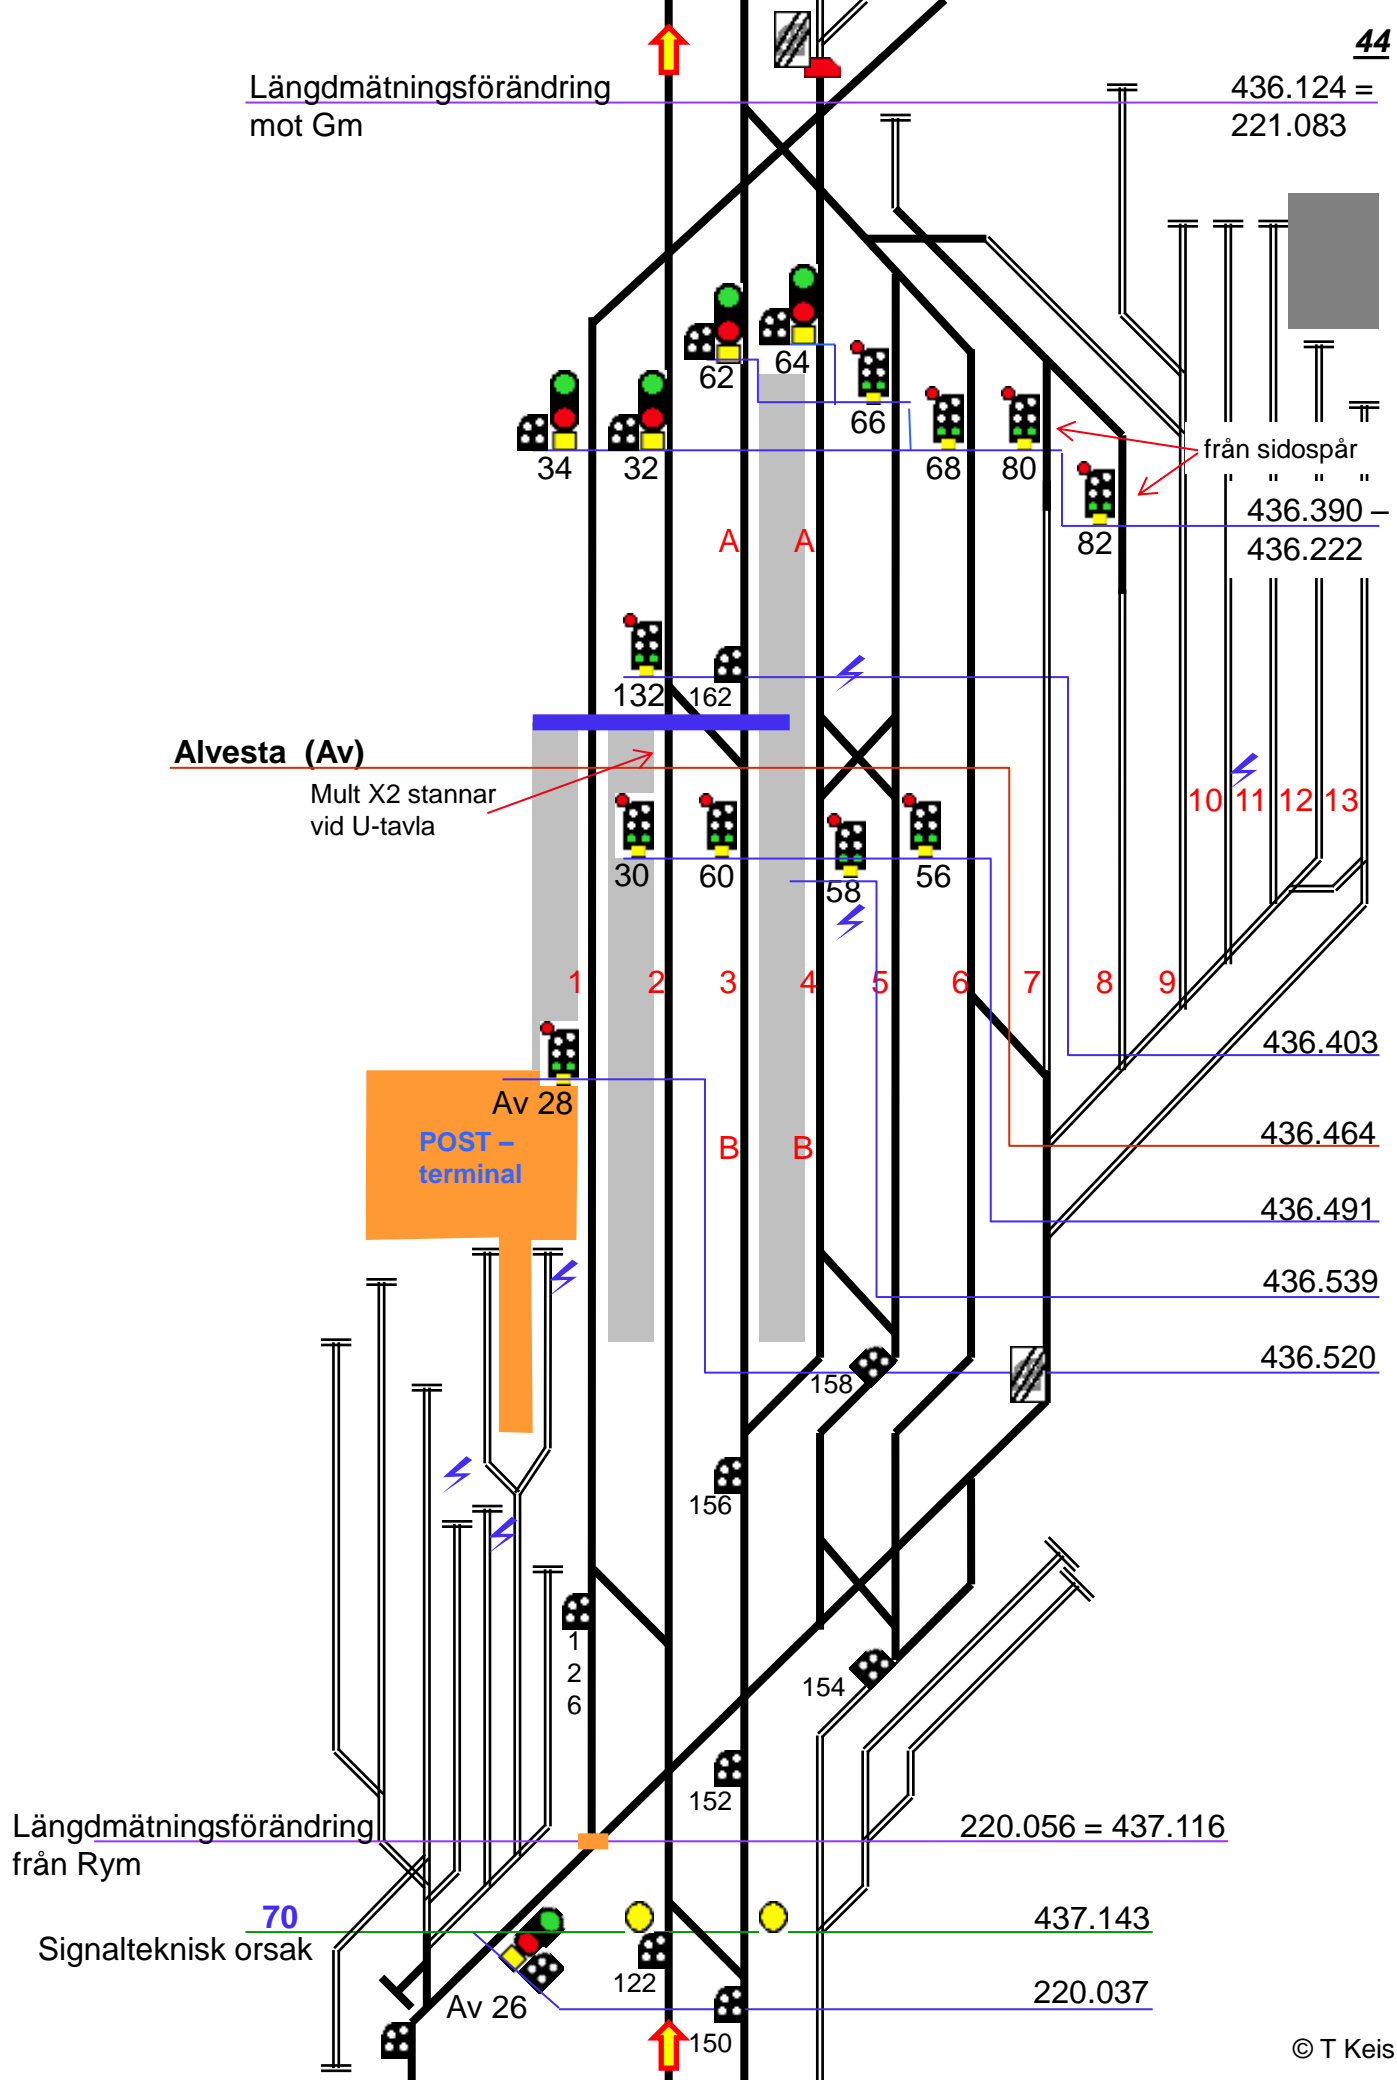 44
Längdmätningsförändring
mot Gm
436.124 =
221.083
62
64
66
34
32
68
80
från sidospår
82
436.390 –
436.222
A
A
132
162
Alvesta (Av)
Mult X2 stannar
vid U-tavla
10
11
12
13
30
60
58
56
1
2
3
4
5
6
7
8
9
436.403
Av 28
POST –
terminal
B
B
436.464
436.491
436.539
436.520
158
156
1
2
6
154
152
Längdmätningsförändring
från Rym
220.056 = 437.116
70
437.143
Signalteknisk orsak
122
Av 26
220.037
150
© T Keis